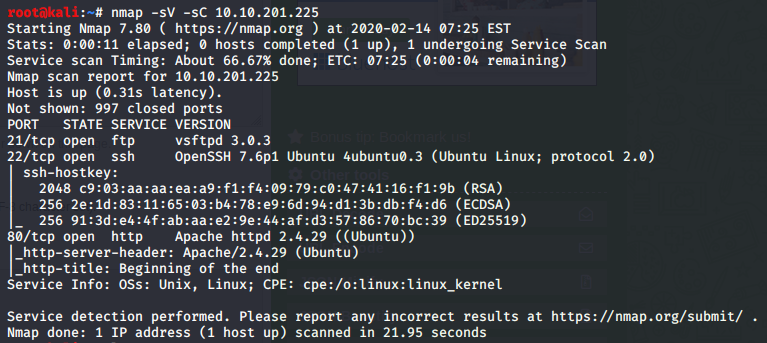 root@kali:~# nmap -sV -sC 10.10.201.225
Starting Nmap 7.80 ( https://nmap.org ) at 2020-02-14 07:25 EST
Stats: 0:00:11 elapsed; 0 hosts completed (1 up), 1 undergoing Service Scan
Service scan Timing: About 66.67% done; ETC: 07:25 (0:00:04 remaining)
Nmap scan report for 10.10.201.225
Host is up (0.31s latency).
Not shown: 997 closed ports
PORT   STATE SERVICE VERSION
21/tcp open  ftp     vsftpd 3.0.3
Bonus tip: Bookmark us!
22/tcp open  ssh     OpenSSH 7.6p1 Ubuntu 4ubuntu0.3 (Ubuntu Linux; protocol 2.0)
| ssh-hostkey:
Other tools
|   2048 c9:03:aa:aa:ea:a9:f1:f4:09:79:c0:47:41:16:f1:9b (RSA)
|   256 2e:1d:83:11:65:03:b4:78:e9:6d:94:d1:3b:db:f4:d6 (ECDSA)
|_  256 91:3d:e4:4f:ab:aa:e2:9e:44:af:d3:57:86:70:bc:39 (ED25519)
80/tcp open  http    Apache httpd 2.4.29 ((Ubuntu))
|_http-server-header: Apache/2.4.29 (Ubuntu)
|_http-title: Beginning of the end
Service Info: OSs: Unix, Linux; CPE: cpe:/o:linux:linux_kernel
Service detection performed. Please report any incorrect results at https://nmap.org/submit/ .
Nmap done: 1 IP address (1 host up) scanned in 21.95 seconds